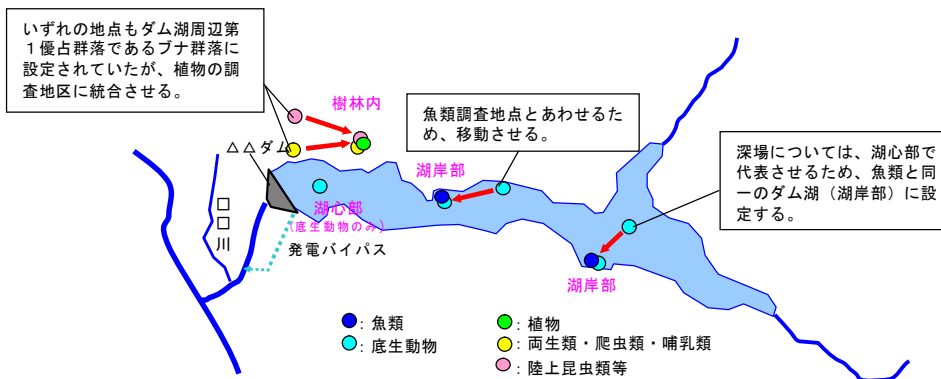 いずれの地点もダム湖周辺第
1優占群落であるブナ群落に
設定されていたが、植物の調
査地区に統合させる。
樹林内
魚類調査地点とあわせるた
め、移動させる。
深場については、湖心部で
代表させるため、魚類と同
一のダム湖（湖岸部）に設
定する。
△△ダム
湖岸部
湖心部
(底生動物のみ)
口口川
発電バイパス
湖岸部
：魚類
：底生動物
：植物
：両生類・爬虫類・哺乳類
：陸上昆虫類等